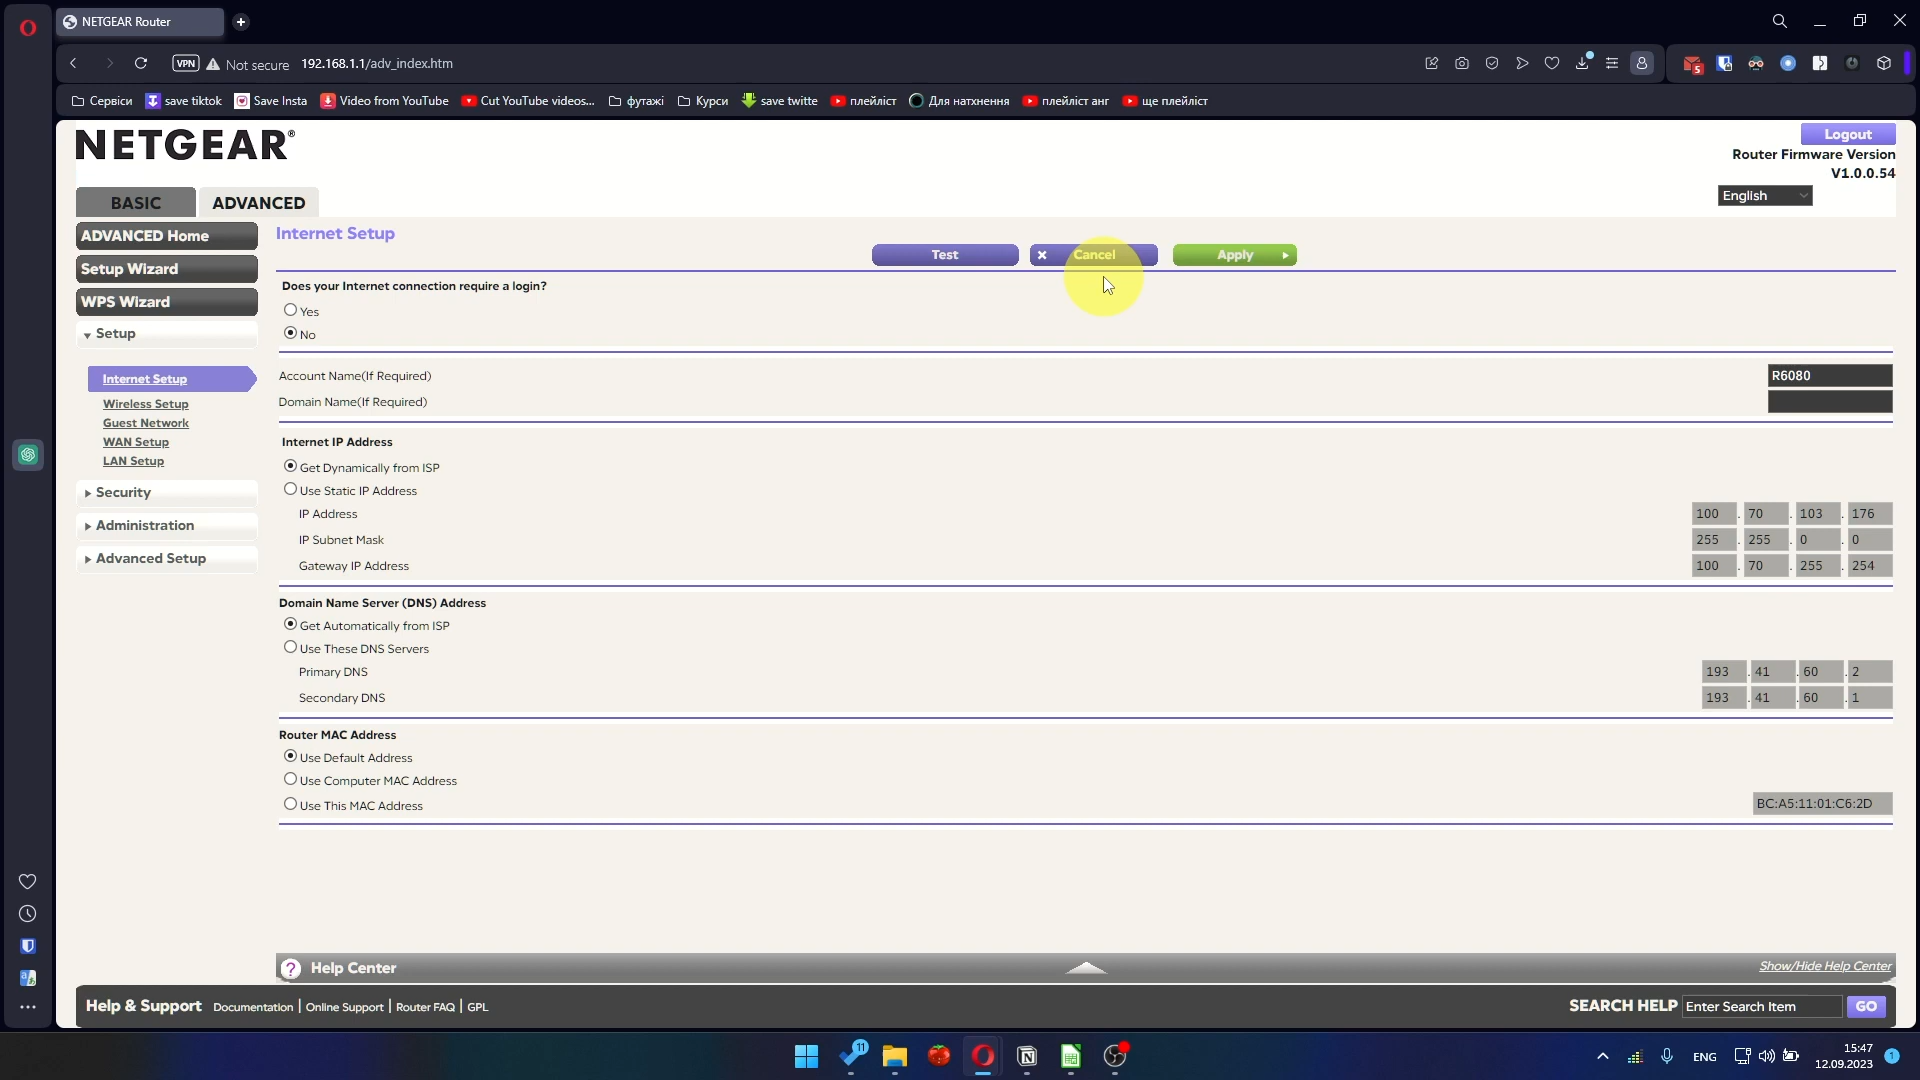 NETGEAR Router
VPN
Not secure
192.168.1.1/adv_index.htm
5
Сервіси
save tiktok
Save Insta
Video from YouTube
Cut YouTube videos...
футажі
Курси
save twitte
плейліст
Для натхнення
плейліст анг
ще плейліст
NETGEAR®
Logout
Router Firmware Version
V1.0.0.54
English
BASIC
ADVANCED
ADVANCED Home
Setup Wizard
WPS Wizard
Setup
Internet Setup
Wireless Setup
Guest Network
WAN Setup
LAN Setup
Security
Administration
Advanced Setup
Internet Setup
Test
Cancel
Apply
Does your Internet connection require a login?
Yes
No
Account Name(If Required)
R6080
Domain Name(If Required)
Internet IP Address
Get Dynamically from ISP
Use Static IP Address
IP Address
100 . 70 . 103 . 176
IP Subnet Mask
255 . 255 . 0 . 0
Gateway IP Address
100 . 70 . 255 . 254
Domain Name Server (DNS) Address
Get Automatically from ISP
Use These DNS Servers
Primary DNS
193 . 41 . 60 . 2
Secondary DNS
193 . 41 . 60 . 1
Router MAC Address
Use Default Address
Use Computer MAC Address
Use This MAC Address
BC:A5:11:01:C6:2D
? Help Center
Show/Hide Help Center
Help & Support
Documentation | Online Support | Router FAQ | GPL
SEARCH HELP
Enter Search Item
GO
11
ENG
15:47
12.09.2023
1